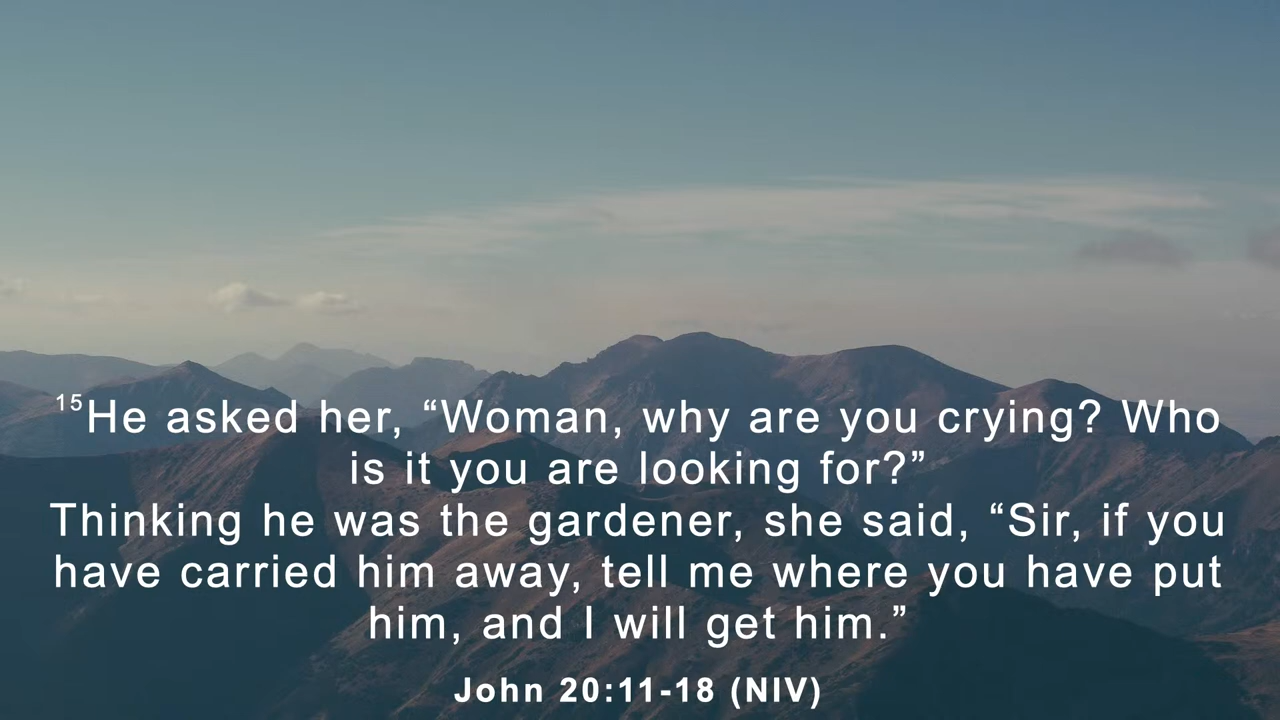 ¹⁵He asked her, “Woman, why are you crying? Who
is it you are looking for?”
Thinking he was the gardener, she said, “Sir, if you
have carried him away, tell me where you have put
him, and I will get him.”
John 20:11-18 (NIV)